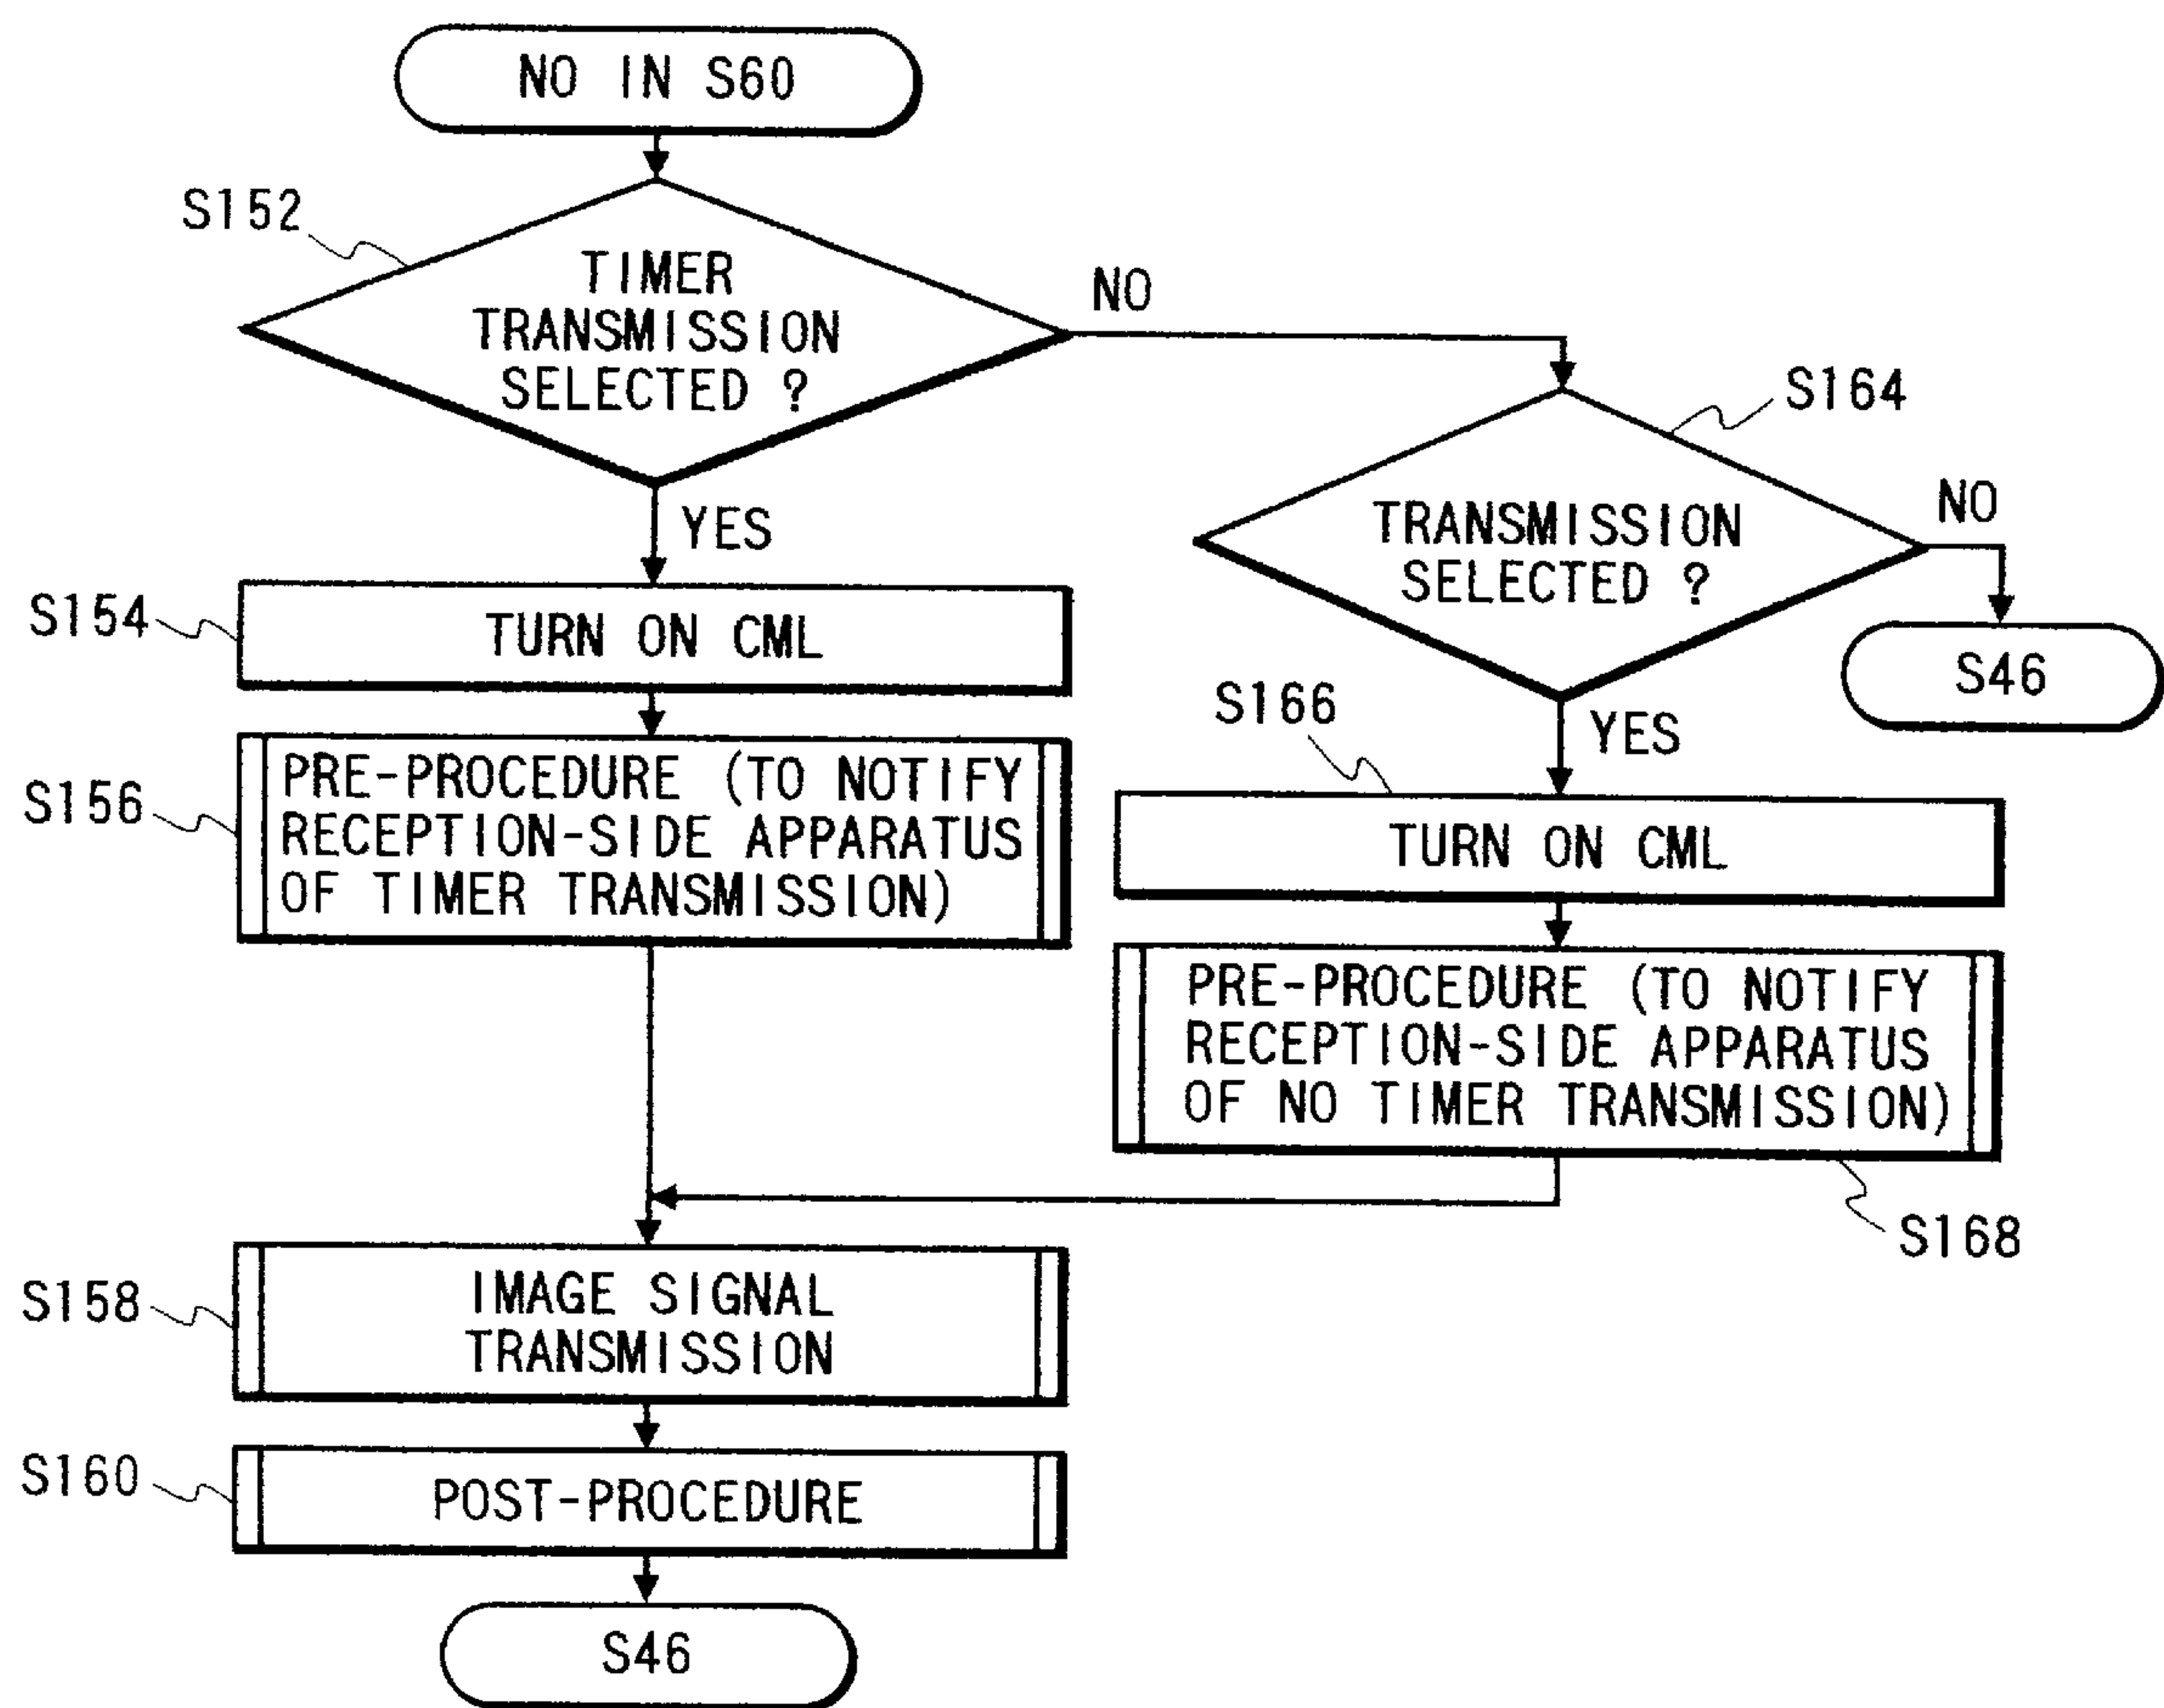 NO IN S60
S152
TIMER
TRANSMISSION
SELECTED ?
NO
YES
S164
TRANSMISSION
SELECTED ?
NO
S46
YES
S154
TURN ON CML
S156
PRE-PROCEDURE (TO NOTIFY
RECEPTION-SIDE APPARATUS
OF TIMER TRANSMISSION)
S166
TURN ON CML
PRE-PROCEDURE (TO NOTIFY
RECEPTION-SIDE APPARATUS
OF NO TIMER TRANSMISSION)
S168
S158
IMAGE SIGNAL
TRANSMISSION
S160
POST-PROCEDURE
S46